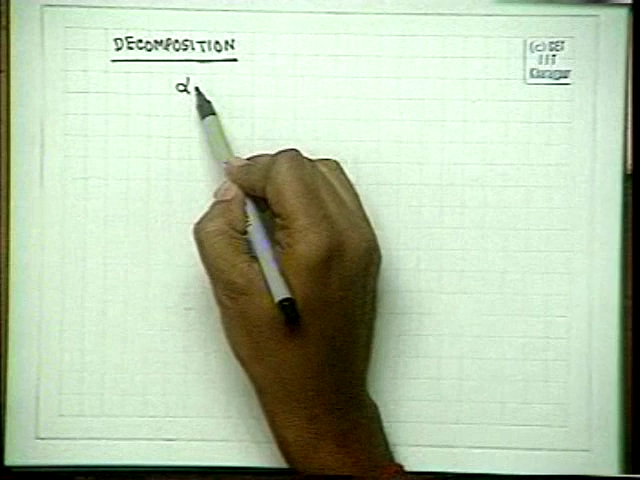 DECOMPOSITION
α
(c) CET
IIT
Kharagpur